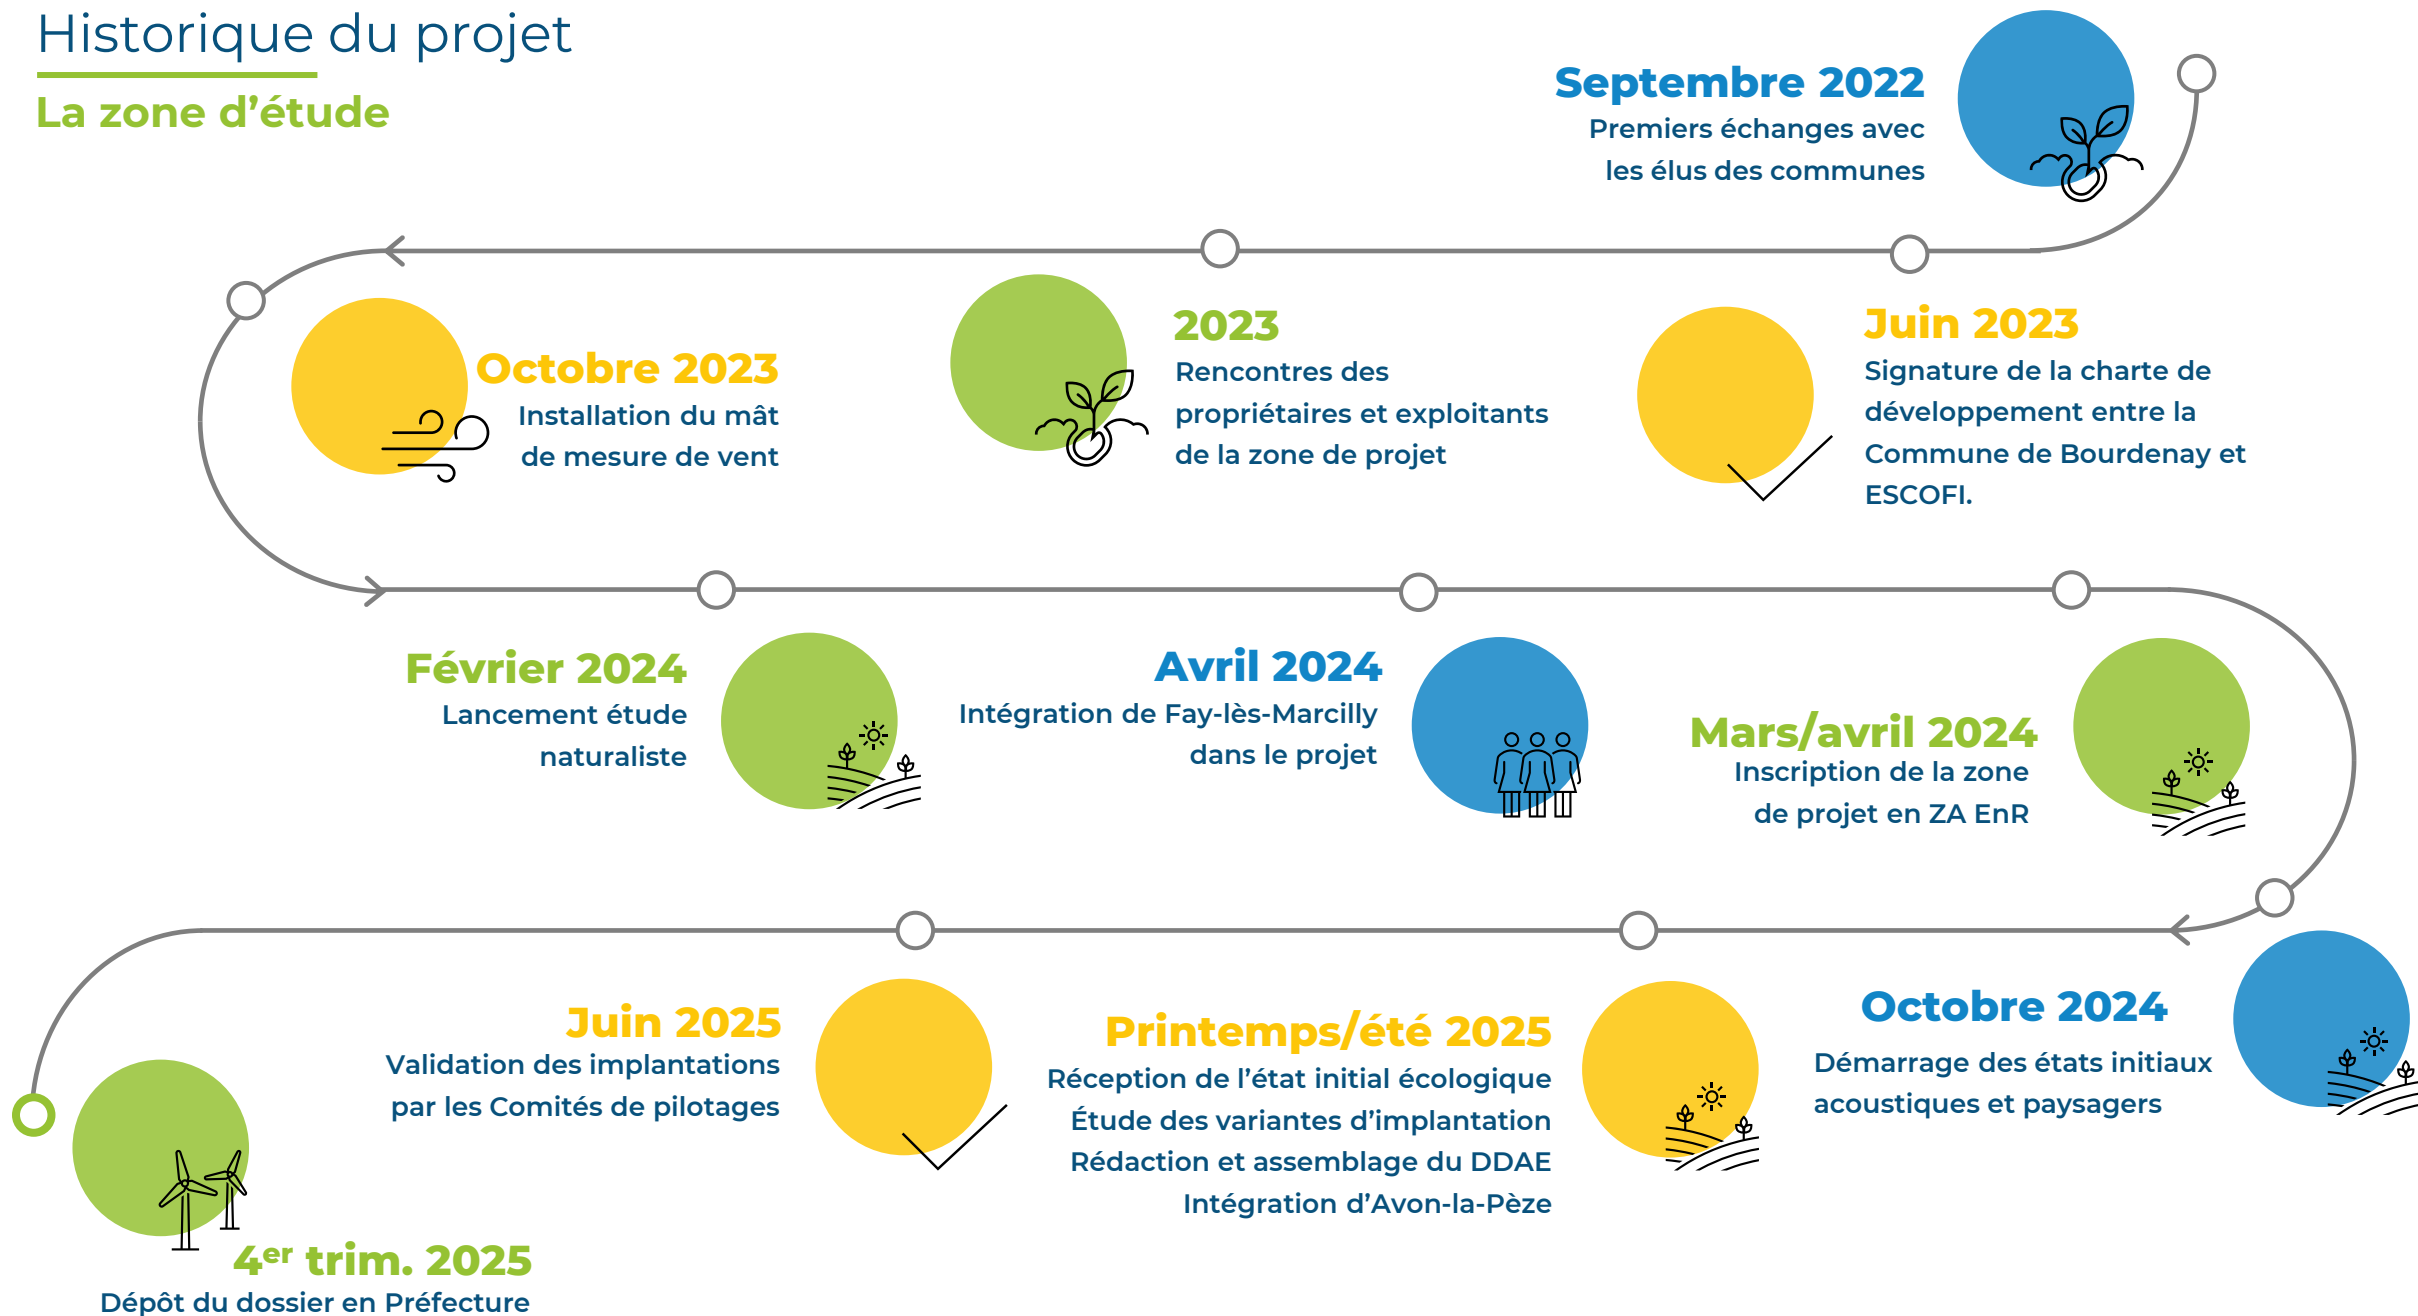 Historique du projet
La zone d’étude
Septembre 2022
Premiers échanges avec
les élus des communes
Juin 2023
Signature de la charte de
développement entre la
Commune de Bourdenay et
ESCOFI.
2023
Rencontres des
propriétaires et exploitants
de la zone de projet
Octobre 2023
Installation du mât
de mesure de vent
Février 2024
Lancement étude
naturaliste
Avril 2024
Intégration de Fay-lès-Marcilly
dans le projet
Mars/avril 2024
Inscription de la zone
de projet en ZA EnR
Octobre 2024
Démarrage des états initiaux
acoustiques et paysagers
Printemps/été 2025
Réception de l’état initial écologique
Étude des variantes d’implantation
Rédaction et assemblage du DDAE
Intégration d’Avon-la-Pèze
Juin 2025
Validation des implantations
par les Comités de pilotages
4er trim. 2025
Dépôt du dossier en Préfecture